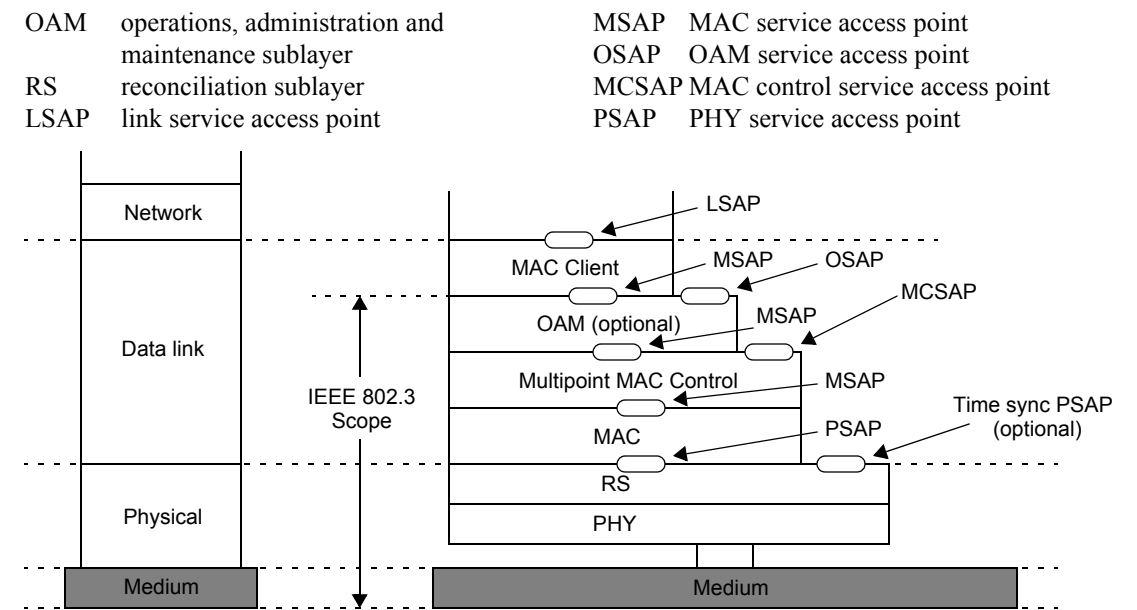 OAM operations, administration and
maintenance sublayer
RS reconciliation sublayer
LSAP link service access point
MSAP MAC service access point
OSAP OAM service access point
MCSAP MAC control service access point
PSAP PHY service access point
Network
Data link
Physical
Medium
IEEE 802.3
Scope
LSAP
MAC Client
MSAP
OSAP
OAM (optional)
MSAP
MCSAP
Multipoint MAC Control
MSAP
MAC
PSAP
Time sync PSAP
(optional)
RS
PHY
Medium